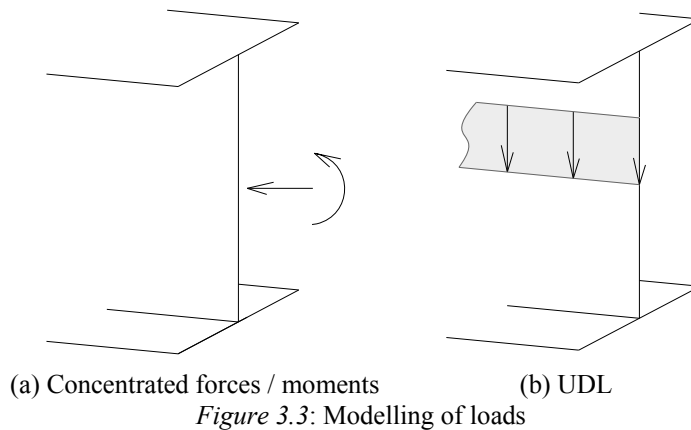 (a) Concentrated forces / moments (b) UDL
Figure 3.3: Modelling of loads